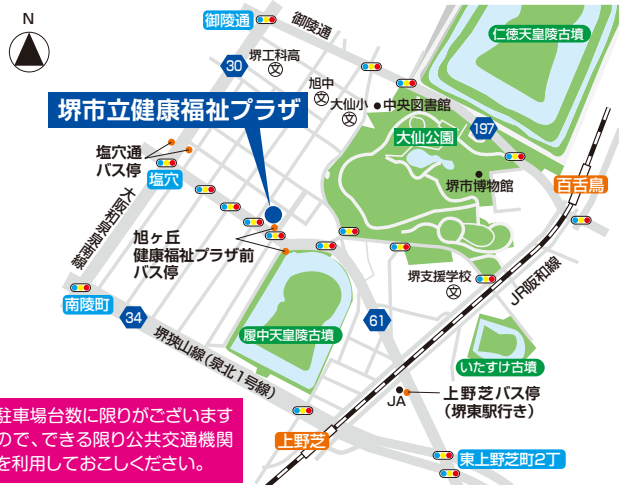 N
御陵通
御陵通
仁徳天皇陵古墳
30
堺工科高
文
旭中
文
大仙小
文
中央図書館
堺市立健康福祉プラザ
大仙公園
197
塩穴通
バス停
塩穴
堺市博物館
百舌鳥
大阪和泉泉南線
旭ヶ丘
健康福祉プラザ前
バス停
堺支援学校
文
JR阪和線
南陵町
34
履中天皇陵古墳
61
堺狭山線(泉北1号線)
いたすけ古墳
JA
上野芝バス停
(堺東駅行き)
駐車場台数に限りがございます
ので、できる限り公共交通機関
を利用しておこしください。
上野芝
東上野芝町2丁